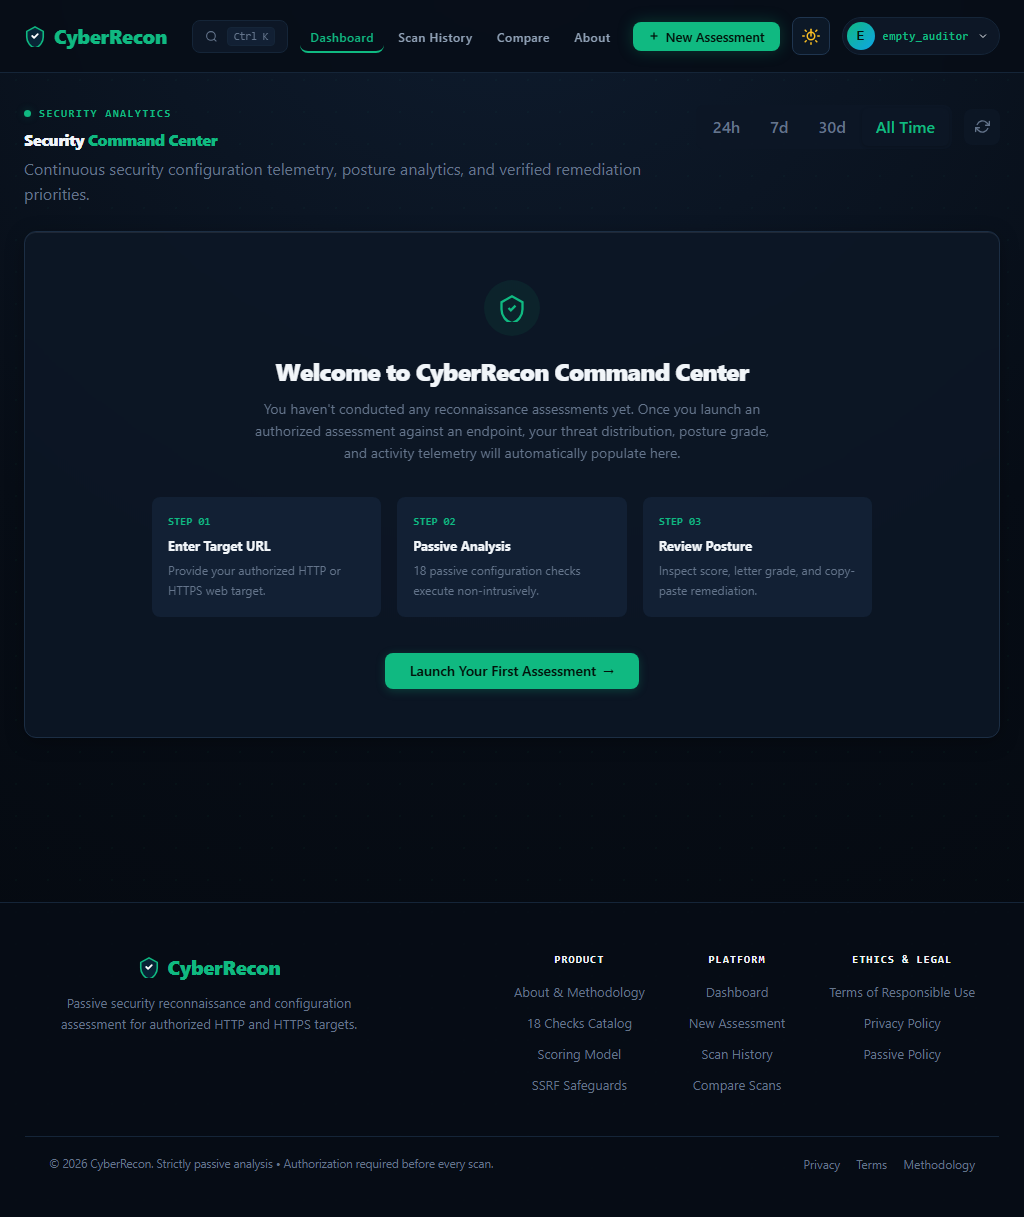 CyberRecon
Ctrl K
Dashboard
Scan History
Compare
About
+ New Assessment
E
empty_auditor
SECURITY ANALYTICS
Security Command Center
Continuous security configuration telemetry, posture analytics, and verified remediation
priorities.
24h
7d
30d
All Time
Welcome to CyberRecon Command Center
You haven't conducted any reconnaissance assessments yet. Once you launch an
authorized assessment against an endpoint, your threat distribution, posture grade,
and activity telemetry will automatically populate here.
STEP 01
Enter Target URL
Provide your authorized HTTP or
HTTPS web target.
STEP 02
Passive Analysis
18 passive configuration checks
execute non-intrusively.
STEP 03
Review Posture
Inspect score, letter grade, and copy-
paste remediation.
Launch Your First Assessment →
CyberRecon
Passive security reconnaissance and configuration
assessment for authorized HTTP and HTTPS targets.
PRODUCT
About & Methodology
18 Checks Catalog
Scoring Model
SSRF Safeguards
PLATFORM
Dashboard
New Assessment
Scan History
Compare Scans
ETHICS & LEGAL
Terms of Responsible Use
Privacy Policy
Passive Policy
© 2026 CyberRecon. Strictly passive analysis • Authorization required before every scan.
Privacy
Terms
Methodology